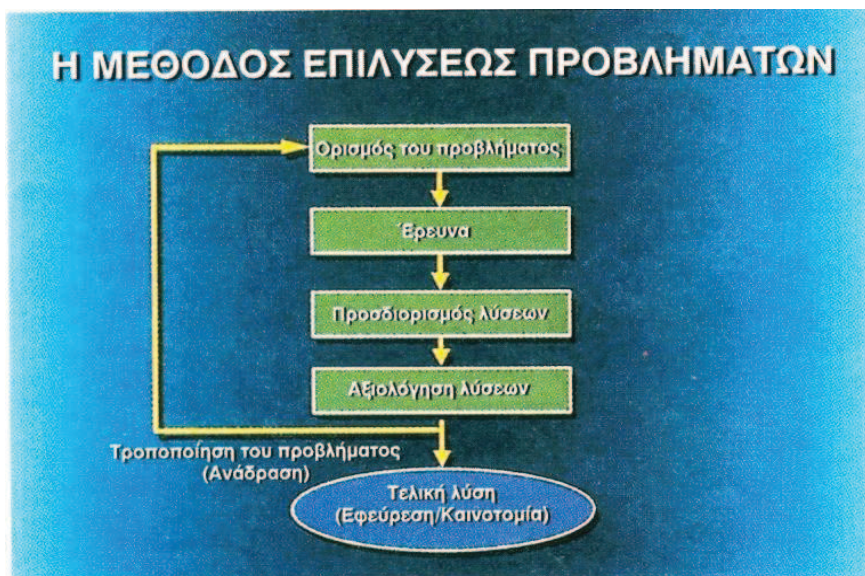 Η ΜΕΘΟΔΟΣ ΕΠΙΛΥΣΕΩΣ ΠΡΟΒΛΗΜΑΤΩΝ
Ορισμός του προβλήματος
Έρευνα
Προσδιορισμός λύσεων
Αξιολόγηση λύσεων
Τροποποίηση του προβλήματος
(Ανάδραση)
Τελική λύση
(Εφεύρεση/Καινοτομία)